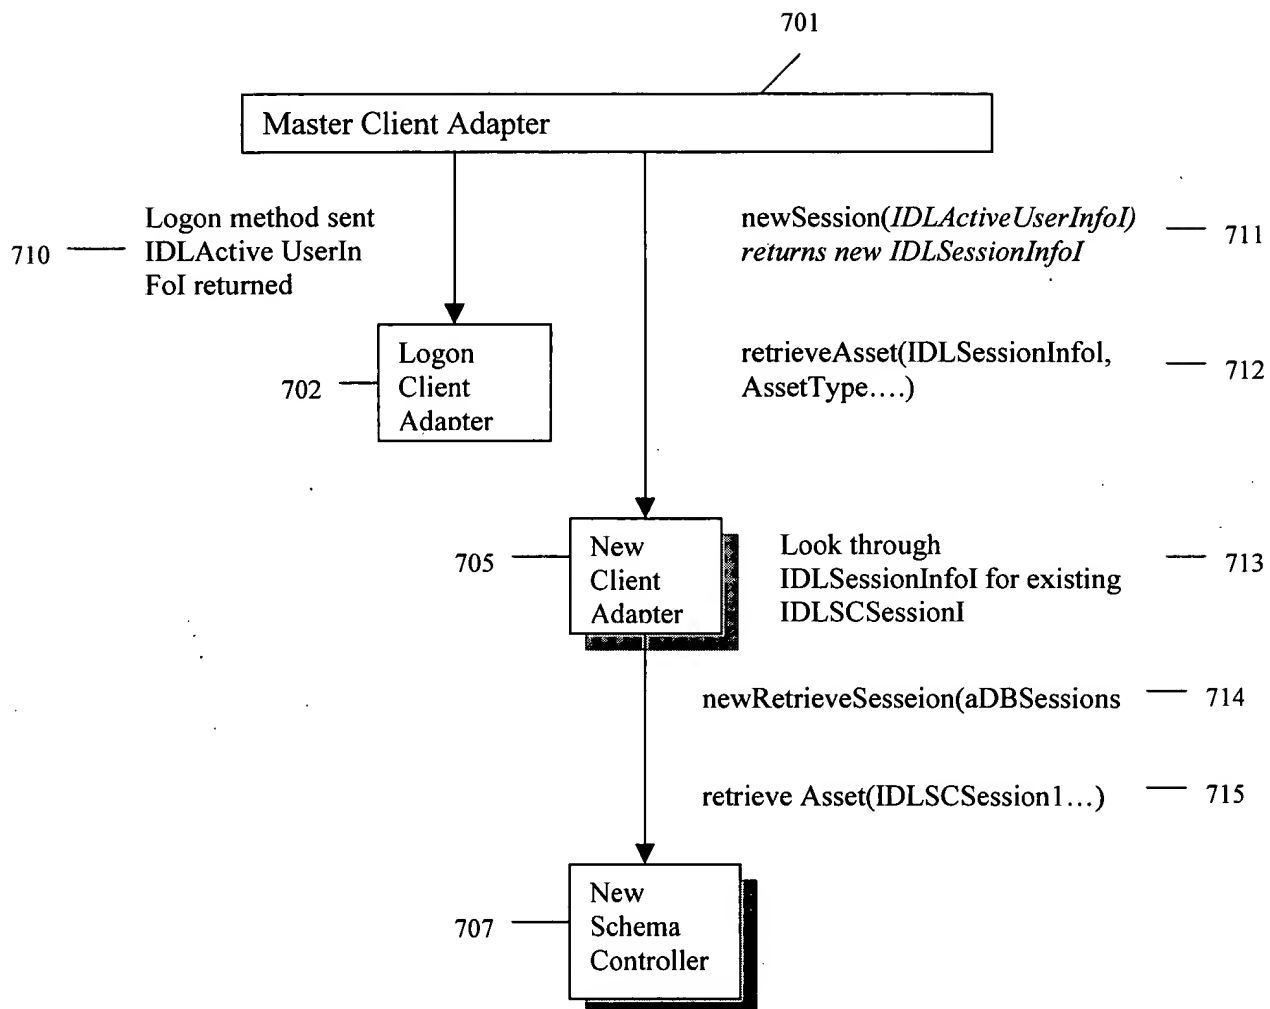 701
Master Client Adapter
Logon method sent
IDLActive UserIn
FoI returned
710
newSession(IDLActiveUserInfoI)
returns new IDLSessionInfoI
711
Logon
Client
Adapter
702
retrieveAsset(IDLSessionInfoI,
AssetType....)
712
705
New
Client
Adapter
Look through
IDLSessionInfoI for existing
IDLSCSessionI
713
newRetrieveSesseion(aDBSessions
714
retrieve Asset(IDLSCSession1...)
715
707
New
Schema
Controller